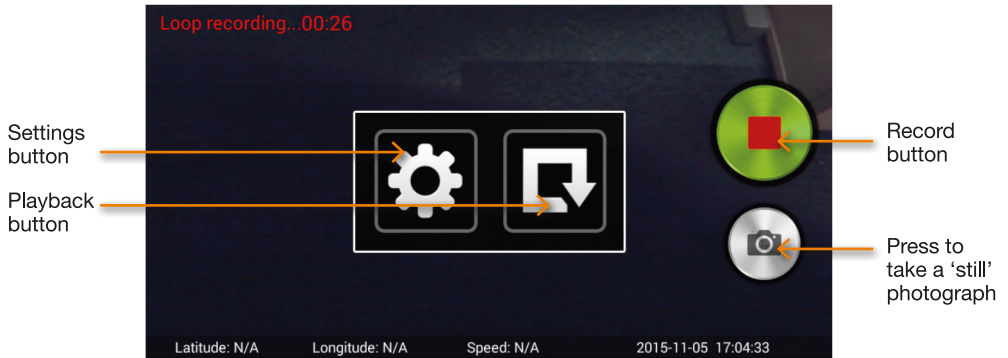 Loop recording...00:26
Settings
button
Playback
button
Record
button
Press to
take a ‘still’
photograph
Latitude: N/A Longitude: N/A Speed: N/A 2015-11-05 17:04:33